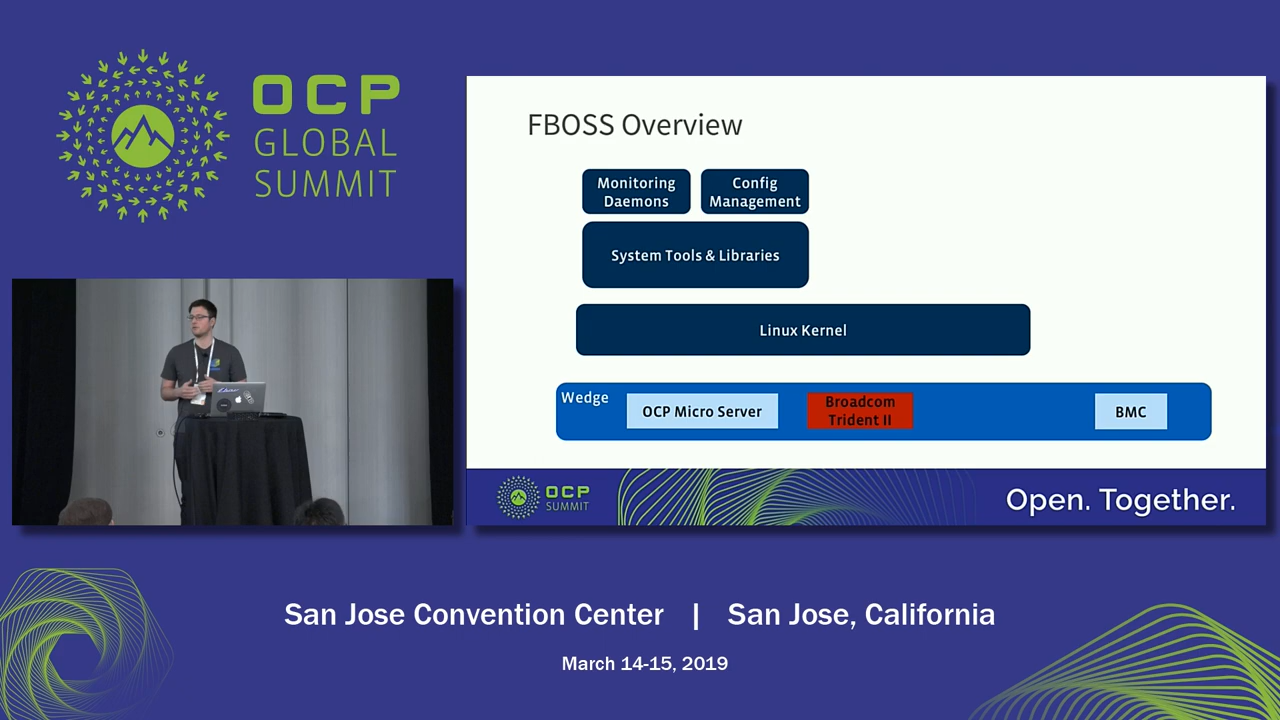 OCP
GLOBAL
SUMMIT
FBOSS Overview
Monitoring
Daemons
Config
Management
System Tools & Libraries
Linux Kernel
Wedge
OCP Micro Server
Broadcom
Trident II
BMC
OCP
SUMMIT
Open. Together.
San Jose Convention Center | San Jose, California
March 14-15, 2019